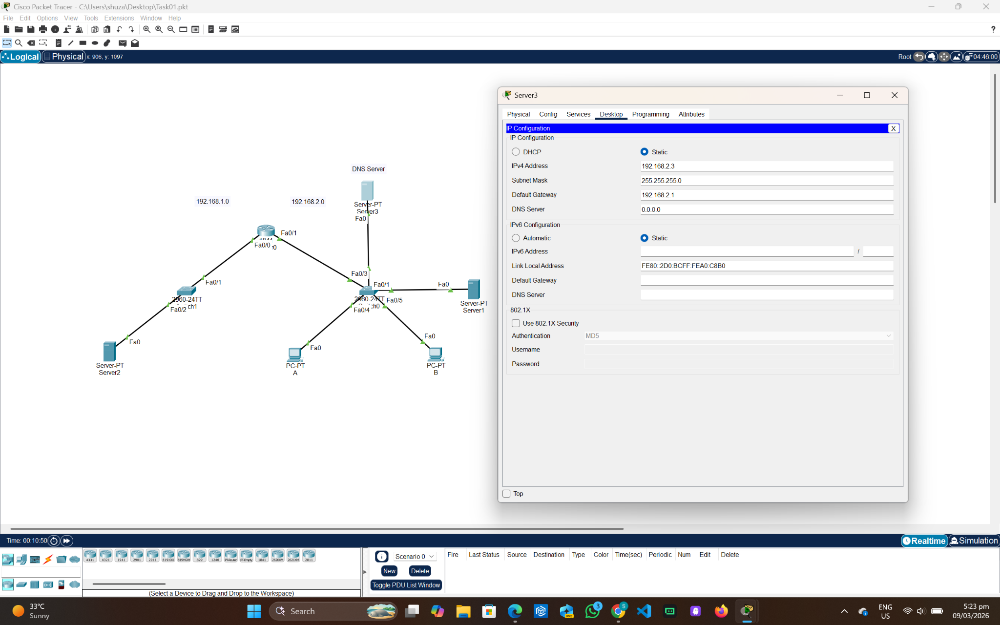 Cisco Packet Tracer - C:\Users\shuza\Desktop\Task01.pkt
File Edit Options View Tools Extensions Window Help
?
Logical Physical x: 906, y: 1097 Root 04:46:00
DNS Server
192.168.1.0 192.168.2.0
Server-PT
Server3
Fa0
Fa0/1
1841
Fa0/0 r0
Fa0/3
Fa0/1 Fa0
Fa0/1
2960-24TT
ch1
Fa0/2
2960-24TT Fa0/5
ch0
Fa0/4
Server-PT
Server1
Fa0
Server-PT
Server2
Fa0
PC-PT
A
Fa0
PC-PT
B
Server3
Physical Config Services Desktop Programming Attributes
IP Configuration X
IP Configuration
DHCP Static
IPv4 Address 192.168.2.3
Subnet Mask 255.255.255.0
Default Gateway 192.168.2.1
DNS Server 0.0.0.0
IPv6 Configuration
Automatic Static
IPv6 Address /
Link Local Address FE80::2D0:BCFF:FEA0:C8B0
Default Gateway
DNS Server
802.1X
Use 802.1X Security
Authentication MD5
Username
Password
Top
Time: 00:10:50 Realtime Simulation
4331 4321 1941 2901 2911 819IOX 819HGW 829 1240 PT-Router PT-Empty 1841 2620XM 2621XM 2811
(Select a Device to Drag and Drop to the Workspace)
Scenario 0
New Delete
Toggle PDU List Window
Fire Last Status Source Destination Type Color Time(sec) Periodic Num Edit Delete
33°C
Sunny
Search
PRE
3
S
ENG
US
5:23 pm
09/03/2026